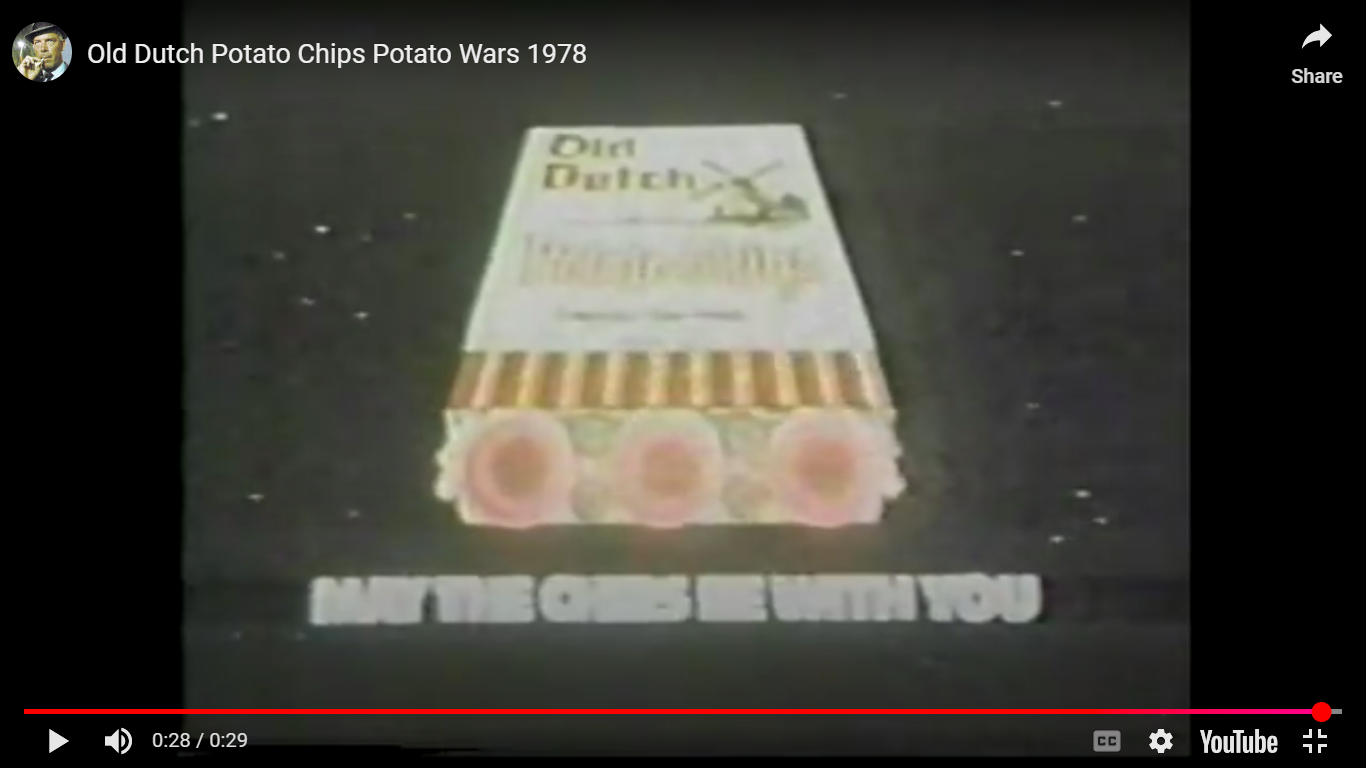 Old Dutch Potato Chips Potato Wars 1978
Share
Old
Dutch
MAY THE CHIPS BE WITH YOU
0:28 / 0:29
CC
YouTube